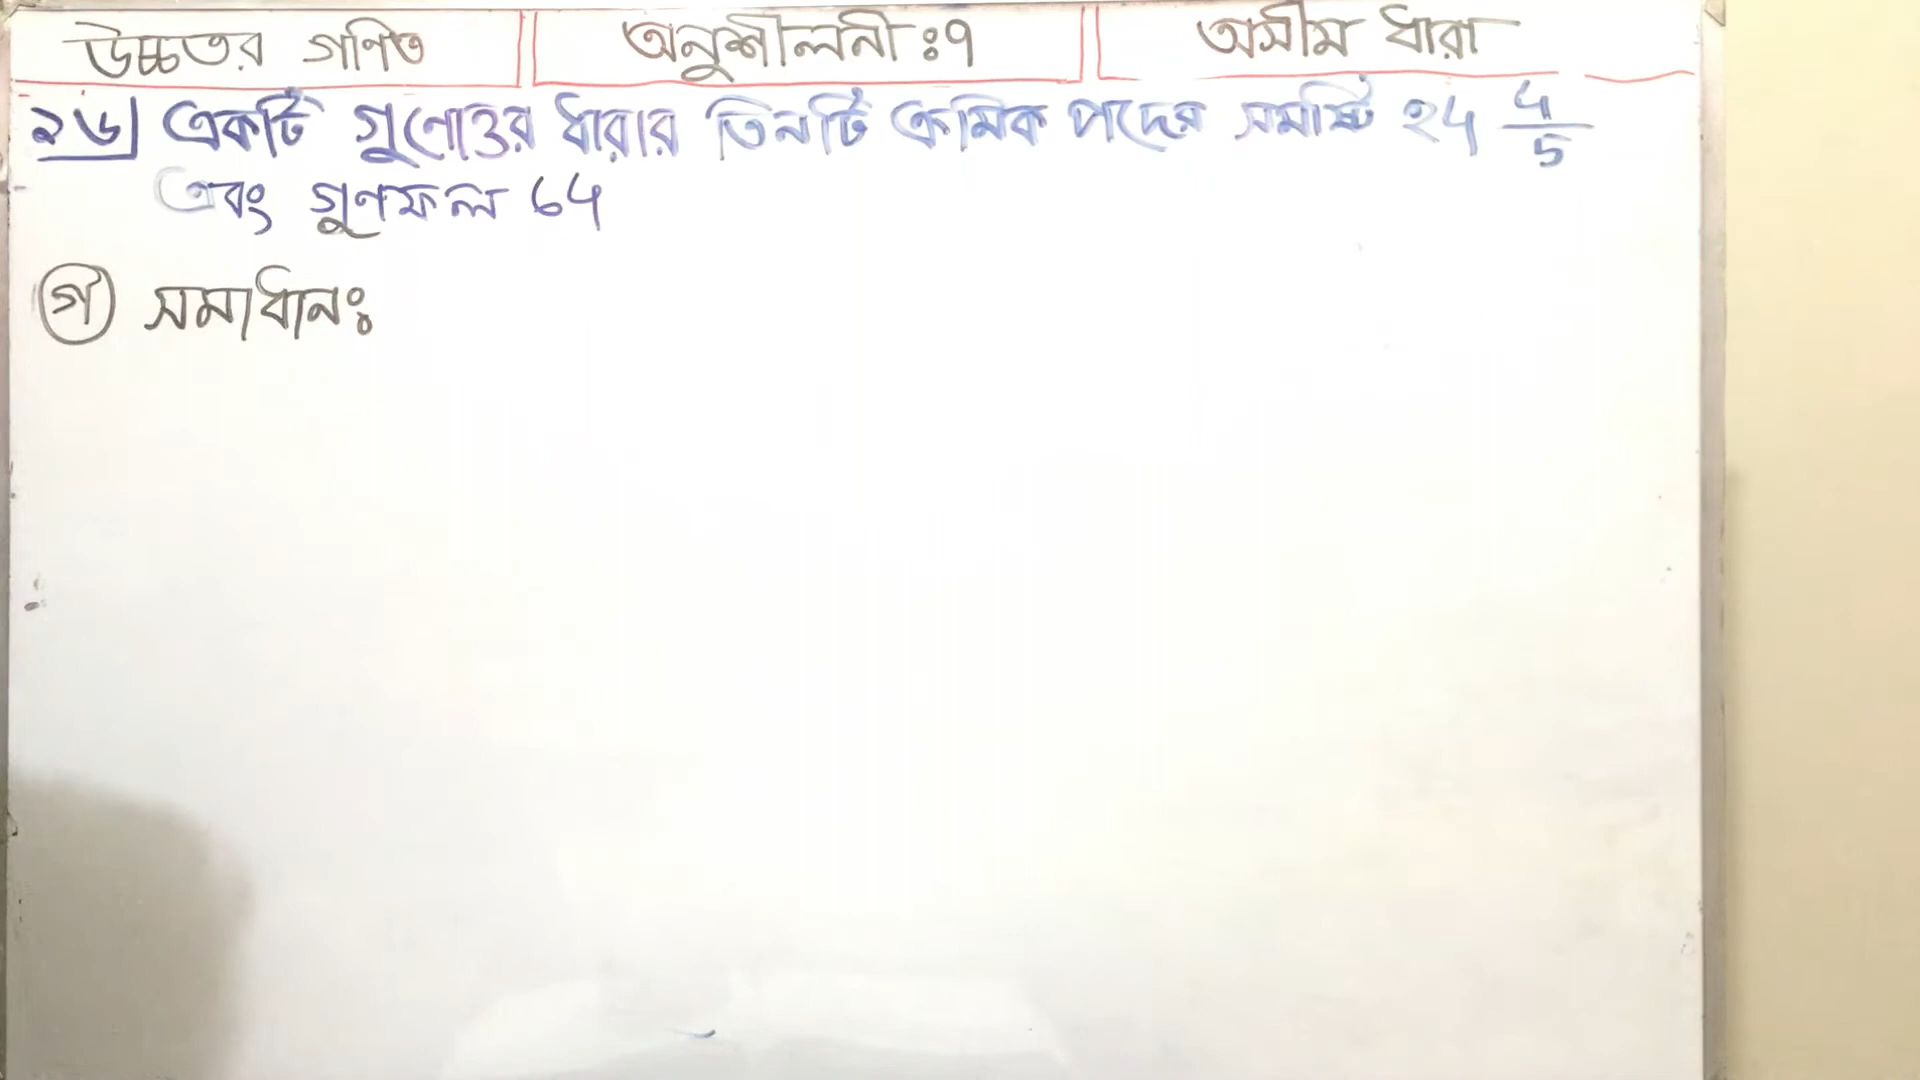 উচ্চতর গণিত অনুশীলনী ঃ ৭ অসীম ধারা
২৬| একটি গুণোত্তর ধারার তিনটি ক্রমিক পদের সমষ্টি 24 4/5
এবং গুণফল 64
(গ) সমাধানঃ